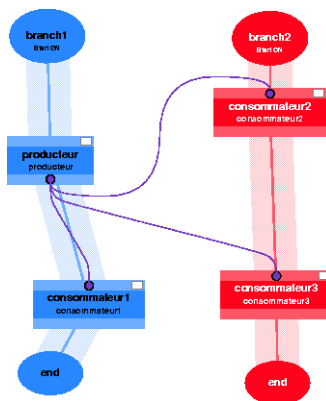 branch1
Start ON
branch2
Start ON
consommateur2
consommateur2
producteur
producteur
consommateur1
consommateur1
consommateur3
consommateur3
end
end